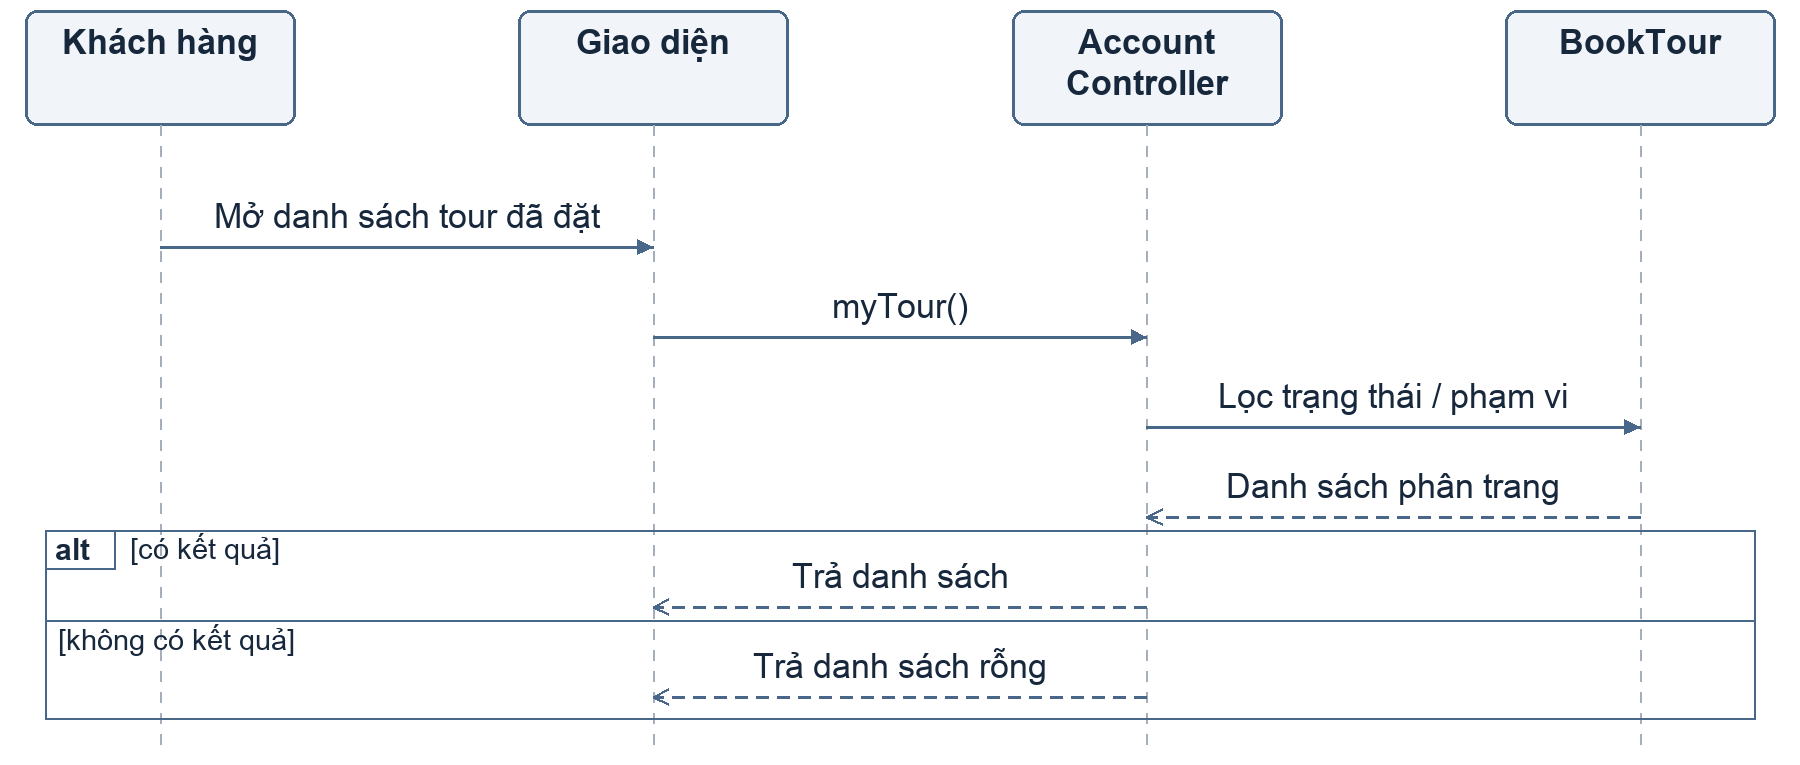 Khách hàng
Giao diện
Account
Controller
BookTour
Mở danh sách tour đã đặt
myTour()
Lọc trạng thái / phạm vi
Danh sách phân trang
alt [có kết quả]
Trả danh sách
[không có kết quả]
Trả danh sách rỗng